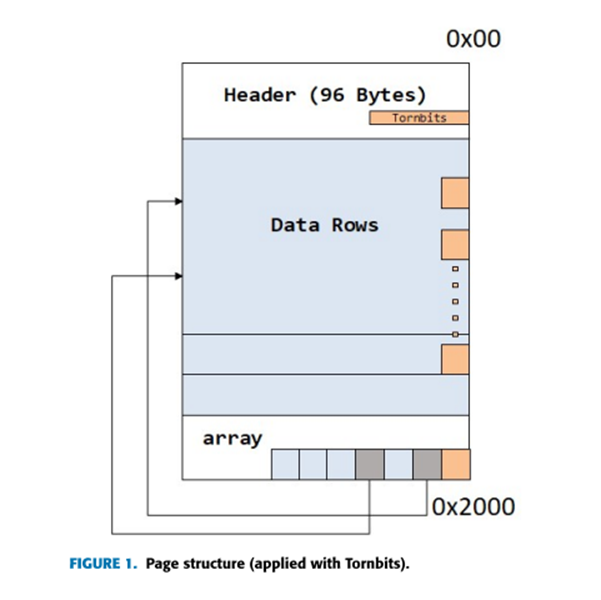 0x00
Header (96 Bytes)
Tornbits
Data Rows
array
0x2000
FIGURE 1. Page structure (applied with Tornbits).